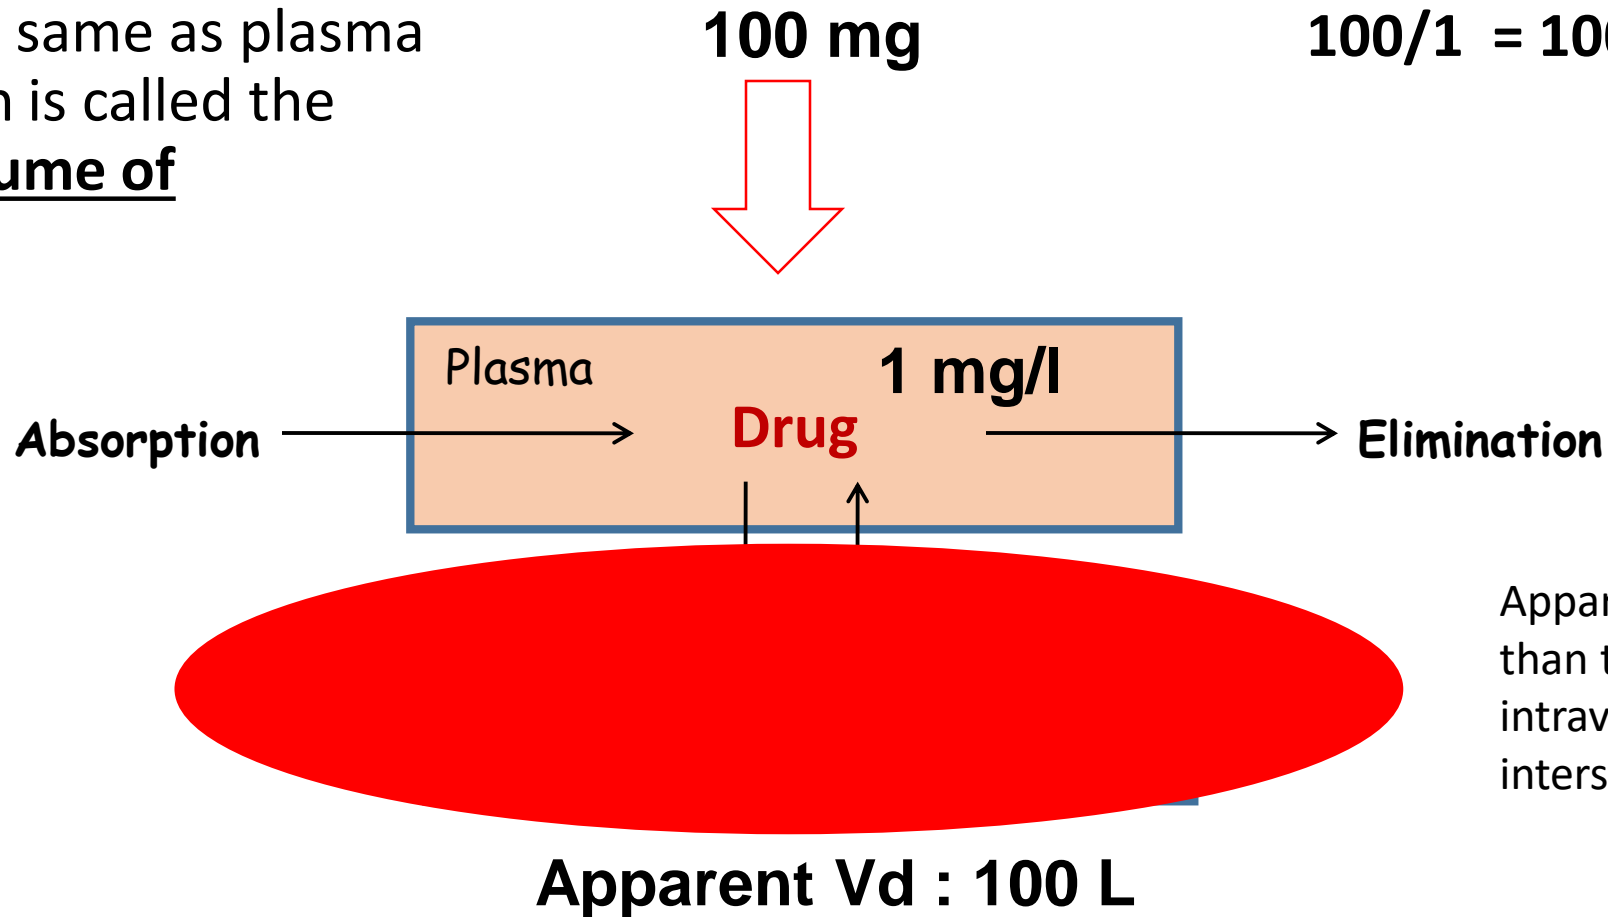 same as plasma
is called the
ume of
100 mg
100/1 = 100
Plasma
1 mg/l
Drug
Absorption
Elimination
Appar
than t
intrav
inters
Apparent Vd : 100 L